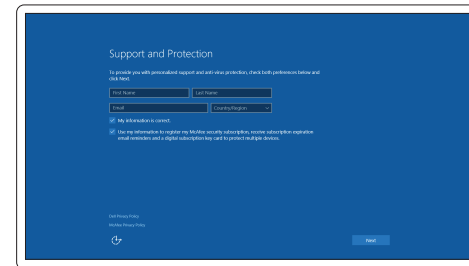 Support and Protection
To provide you with personalized support and anti-virus protection, check both preferences below and
click Next.
First Name
Last Name
Email
Country/Region
My information is correct.
Use my information to register my McAfee security subscription, receive subscription expiration
email reminders and a digital subscription key card to protect multiple devices.
Dell Privacy Policy
McAfee Privacy Policy
Next